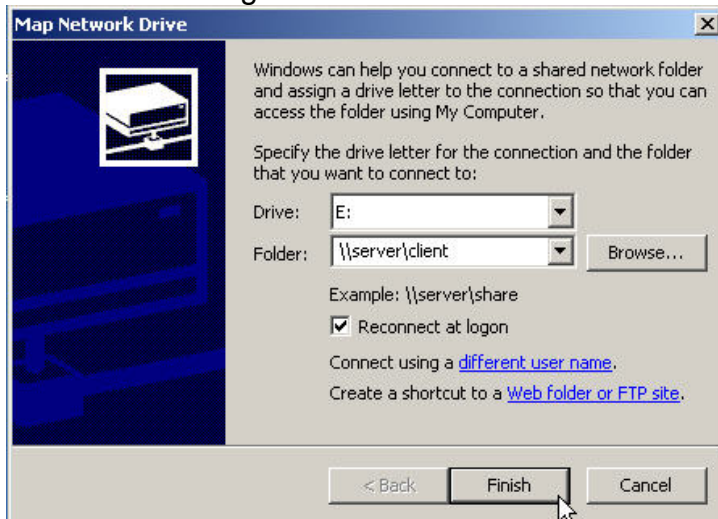 Map Network Drive
Windows can help you connect to a shared network folder
and assign a drive letter to the connection so that you can
access the folder using My Computer.
Specify the drive letter for the connection and the folder
that you want to connect to:
Drive: E:
Folder: \\server\client Browse...
Example: \\server\share
Reconnect at logon
Connect using a different user name.
Create a shortcut to a Web folder or FTP site.
< Back Finish Cancel